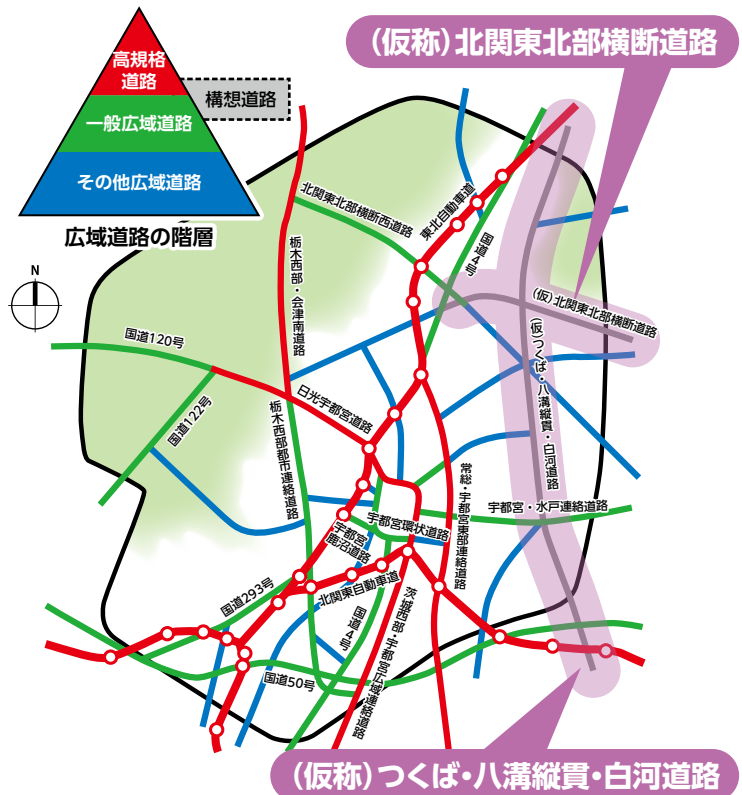 (仮称)北関東北部横断道路
高規格
道路
構想道路
一般広域道路
その他広域道路
広域道路の階層
N
北関東北部横断西道路
東北自動車道
国道4号
栃木西部・会津南道路
(仮)北関東北部横断道路
(仮)つくば・八溝縦貫・白河道路
国道120号
日光宇都宮道路
国道122号
栃木西部都市連絡道路
常総・宇都宮東部連絡道路
宇都宮・水戸連絡道路
宇都宮環状道路
宇都宮
鹿沼道路
北関東自動車道
国道293号
国道4号
茨城西部・宇都宮広域連絡道路
国道50号
(仮称)つくば・八溝縦貫・白河道路